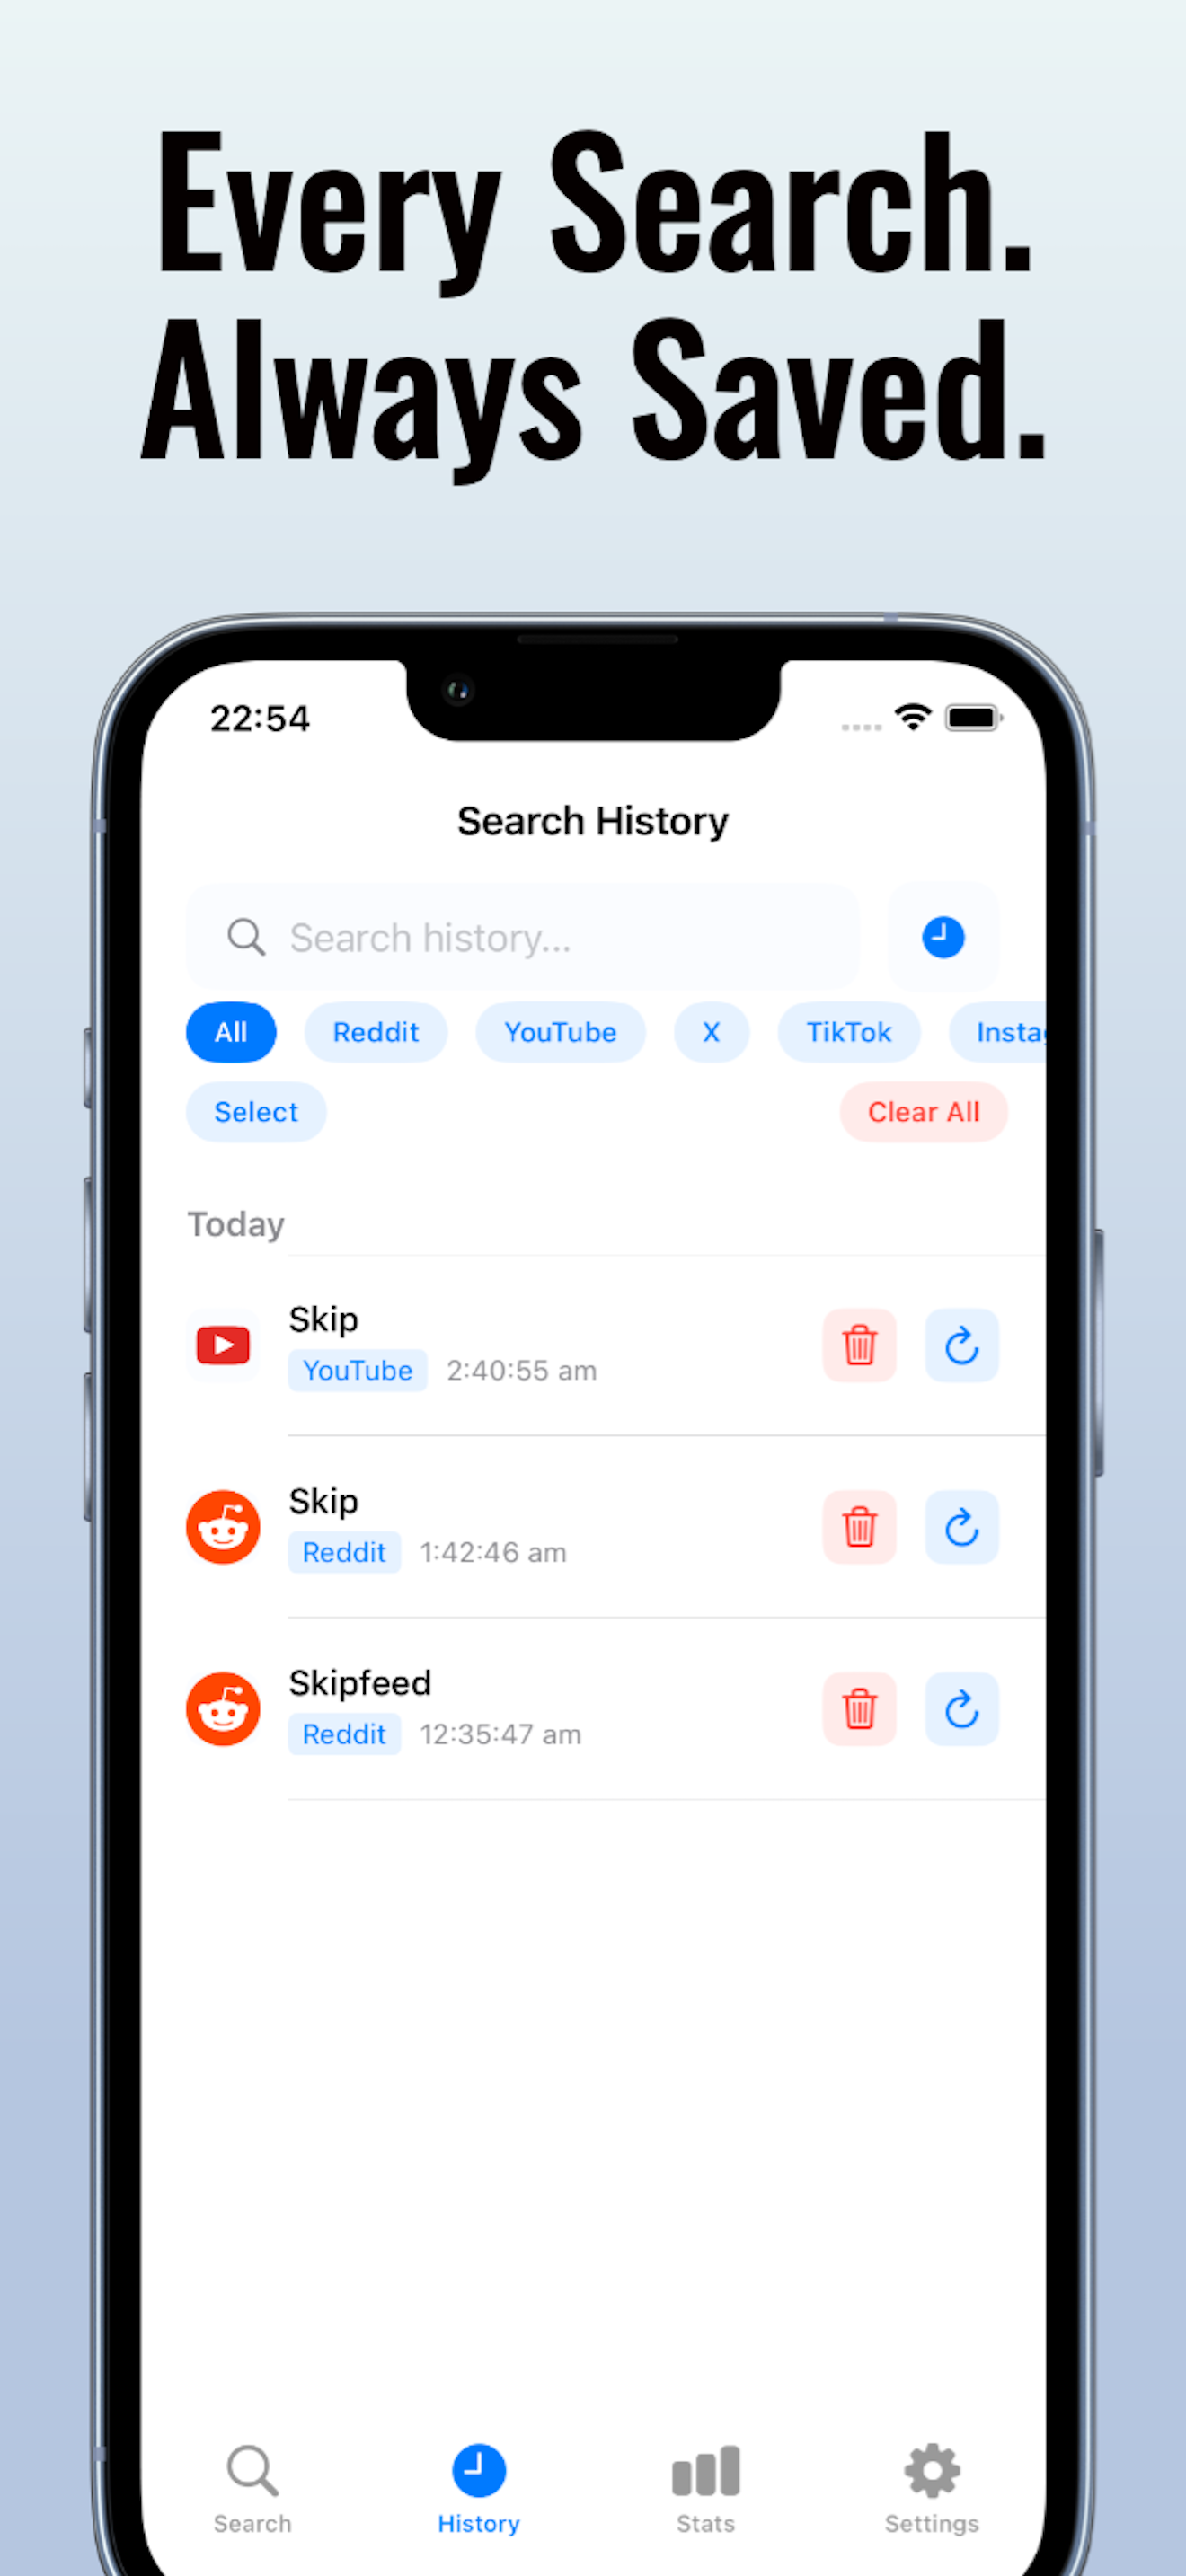 Every Search.
Always Saved.
22:54
Search History
Search history...
All Reddit YouTube X TikTok Insta
Select Clear All
Today
Skip
YouTube 2:40:55 am
Skip
Reddit 1:42:46 am
Skipfeed
Reddit 12:35:47 am
Search History Stats Settings